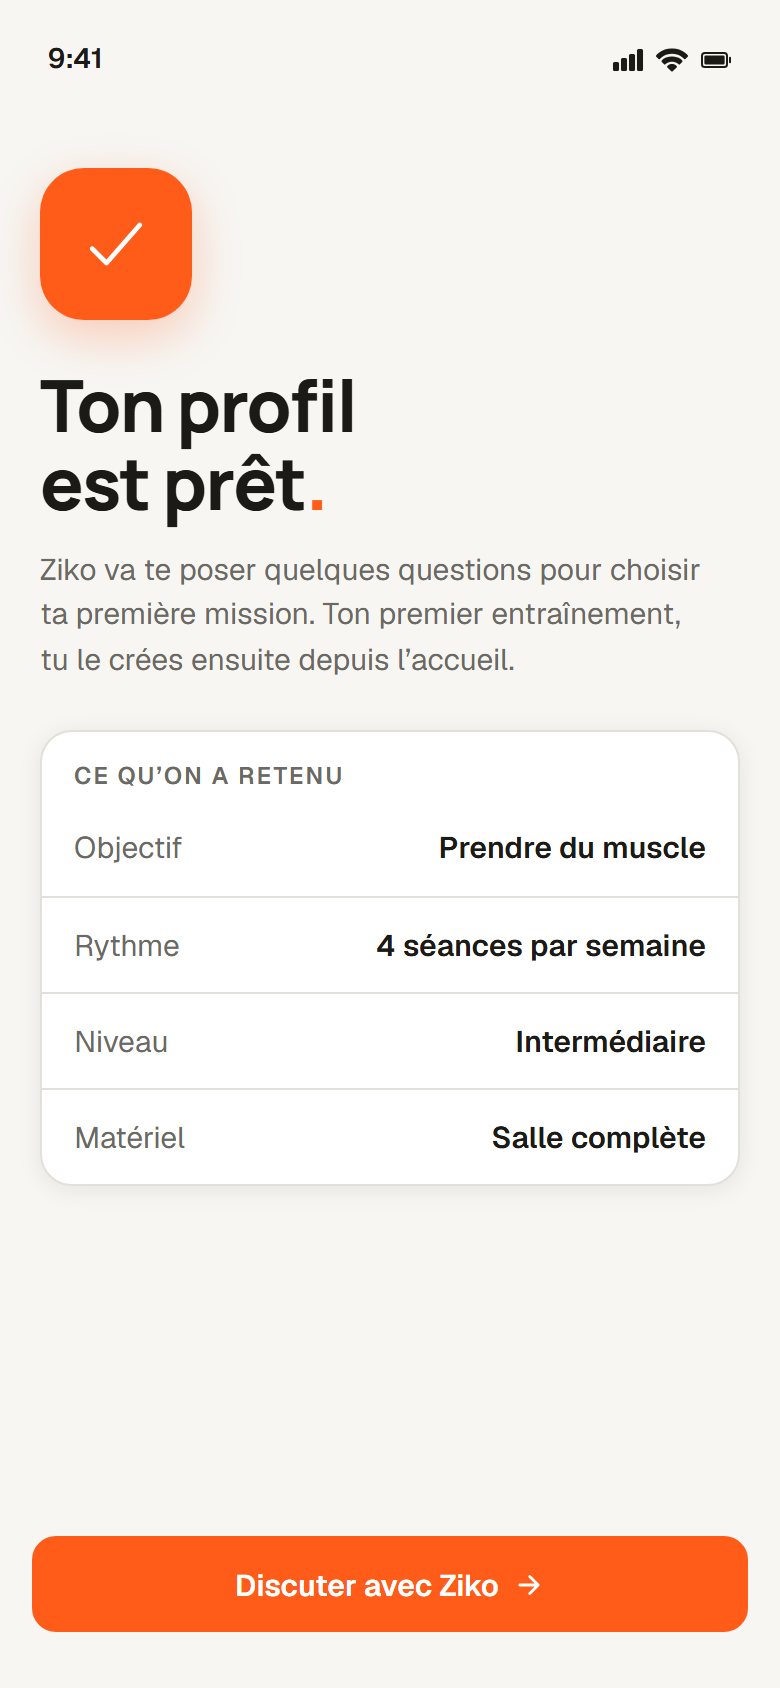 9:41
Ton profil
est prêt.
Ziko va te poser quelques questions pour choisir
ta première mission. Ton premier entraînement,
tu le crées ensuite depuis l’accueil.
CE QU’ON A RETENU
Objectif Prendre du muscle
Rythme 4 séances par semaine
Niveau Intermédiaire
Matériel Salle complète
Discuter avec Ziko →